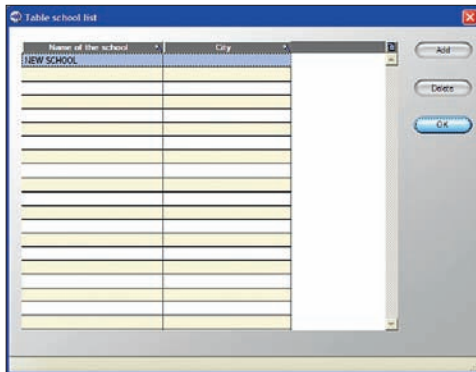 Table school list
Name of the school City
NEW SCHOOL
Add
Delete
OK